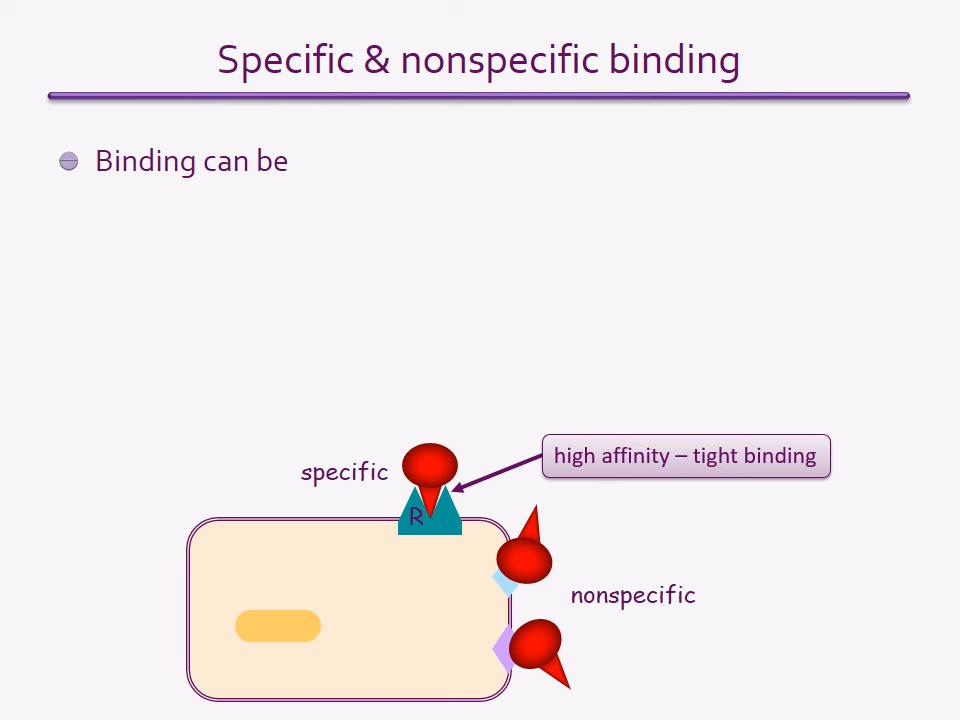 Specific & nonspecific binding
Binding can be
high affinity – tight binding
specific
R
nonspecific